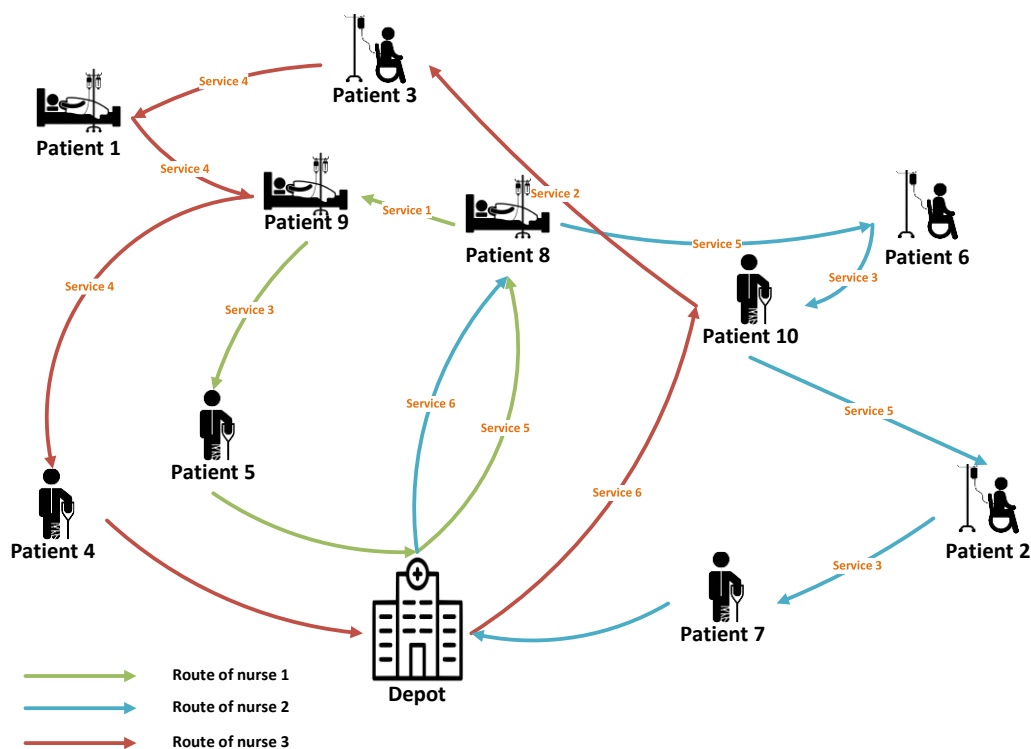 Service 4
Patient 3
Patient 1
Service 4
Service 2
Patient 9
Service 1
Patient 8
Service 5
Patient 6
Service 4
Service 3
Service 3
Patient 10
Service 6
Service 5
Service 5
Patient 5
Service 6
Patient 4
Patient 2
Service 3
Patient 7
Depot
Route of nurse 1
Route of nurse 2
Route of nurse 3